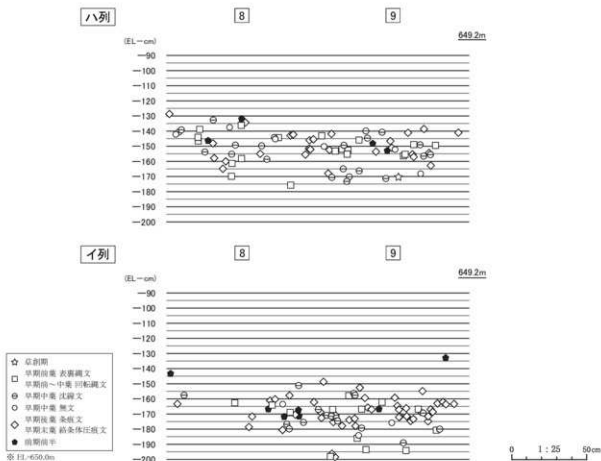 ハ列
8
9
(EL-cm)
649.2m
-90
-100
-110
-120
-130
-140
-150
-160
-170
-180
-190
-200
イ列
8
9
(EL-cm)
649.2m
-90
-100
-110
-120
-130
-140
-150
-160
-170
-180
-190
-200
☆ 草創期
早期前葉 表裏縄文
□ 早期前〜中葉 回転縄文
⊖ 早期中葉 沈線文
○ 早期中葉 無文
早期後葉 条痕文
◇ 早期末葉 絡条体圧痕文
前期前半
※ EL-650.0m
0 1:25 50cm